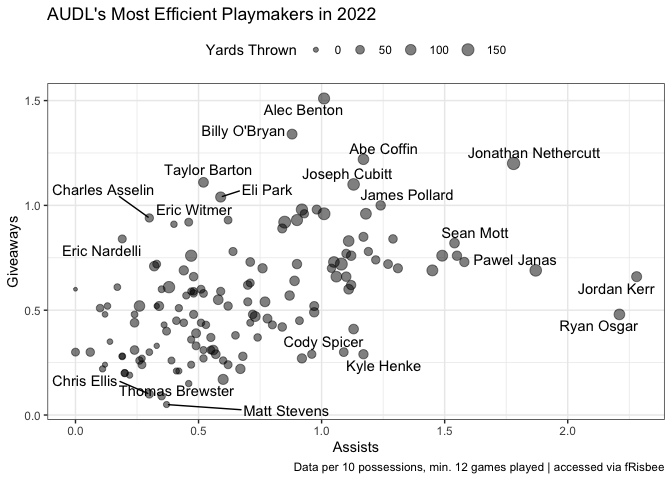 AUDL's Most Efficient Playmakers in 2022
Yards Thrown 0 50 100 150
1.5
Alec Benton
Billy O'Bryan
Abe Coffin
Jonathan Nethercutt
Taylor Barton
Joseph Cubitt
Charles Asselin
Eli Park
James Pollard
1.0
Eric Witmer
Sean Mott
Eric Nardelli
Pawel Janas
Giveaways
Jordan Kerr
0.5
Ryan Osgar
Cody Spicer
Kyle Henke
Chris Ellis
Thomas Brewster
Matt Stevens
0.0
0.0 0.5 1.0 1.5 2.0
Assists
Data per 10 possessions, min. 12 games played | accessed via fRisbee